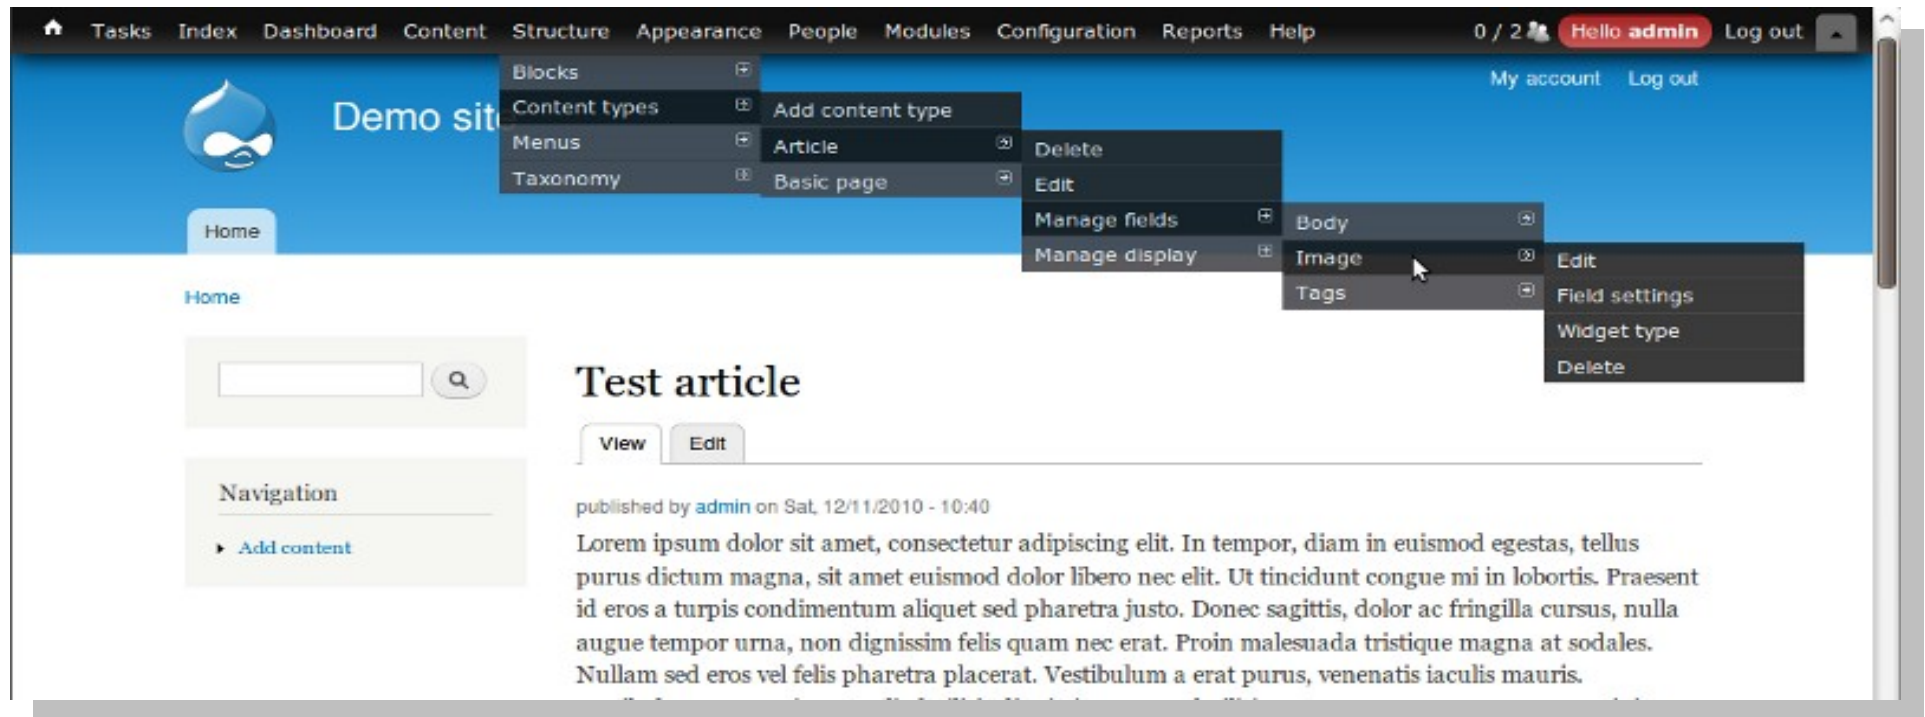 Tasks Index Dashboard Content Structure Appearance People Modules Configuration Reports Help 0 / 2 Hello admin Log out
My account Log out
Demo sit
Blocks
Content types
Menus
Taxonomy
Add content type
Article
Basic page
Delete
Edit
Manage fields
Manage display
Body
Image
Tags
Edit
Field settings
Widget type
Delete
Home
Home
Test article
View Edit
Navigation
Add content
published by admin on Sat, 12/11/2010 - 10:40
Lorem ipsum dolor sit amet, consectetur adipiscing elit. In tempor, diam in euismod egestas, tellus
purus dictum magna, sit amet euismod dolor libero nec elit. Ut tincidunt congue mi in lobortis. Praesent
id eros a turpis condimentum aliquet sed pharetra justo. Donec sagittis, dolor ac fringilla cursus, nulla
augue tempor urna, non dignissim felis quam nec erat. Proin malesuada tristique magna at sodales.
Nullam sed eros vel felis pharetra placerat. Vestibulum a erat purus, venenatis iaculis mauris.